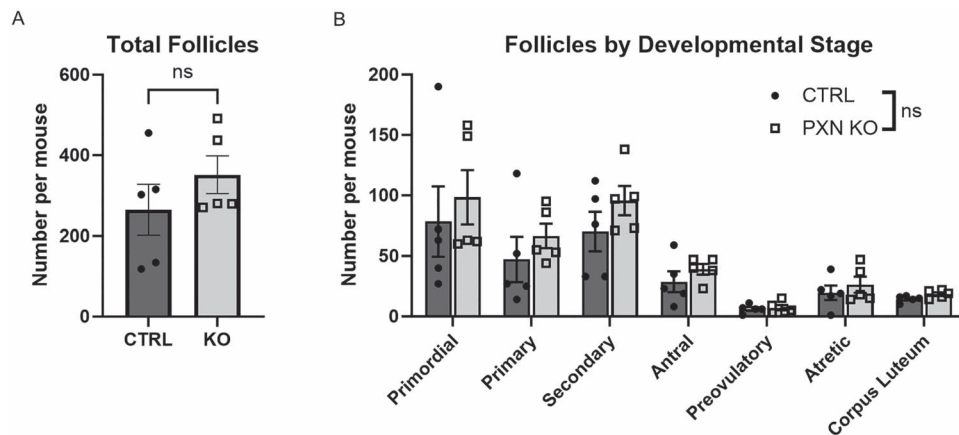 A
Total Follicles
ns
Number per mouse
600
400
200
0
CTRL
KO
B
Follicles by Developmental Stage
CTRL
PXN KO
ns
Number per mouse
200
150
100
50
0
Primordial
Primary
Secondary
Antral
Preovulatory
Atretic
Corpus Luteum